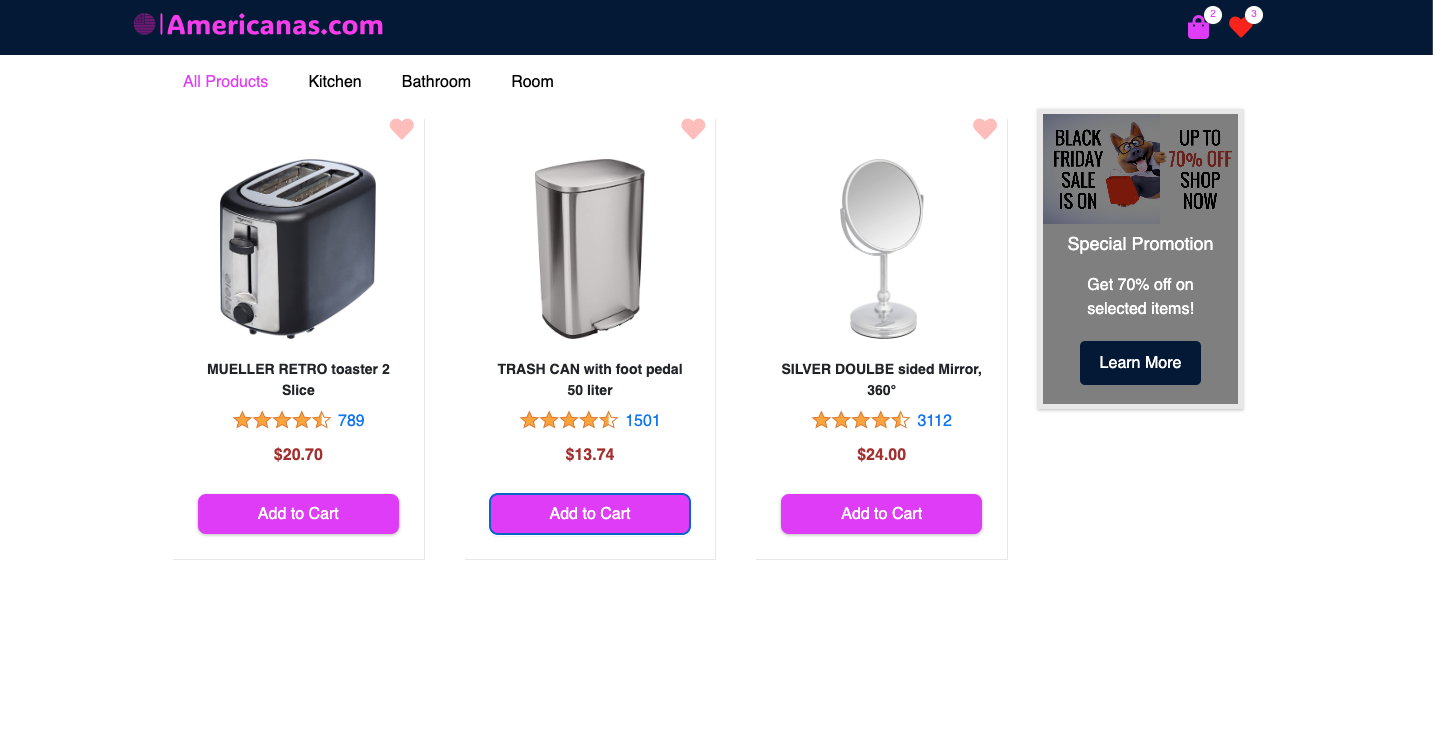 Americanas.com
2
3
All Products
Kitchen
Bathroom
Room
MUELLER RETRO toaster 2
Slice
789
$20.70
Add to Cart
TRASH CAN with foot pedal
50 liter
1501
$13.74
Add to Cart
SILVER DOULBE sided Mirror,
360°
3112
$24.00
Add to Cart
BLACK
FRIDAY
SALE
IS ON
UP TO
70% OFF
SHOP
NOW
Special Promotion
Get 70% off on
selected items!
Learn More